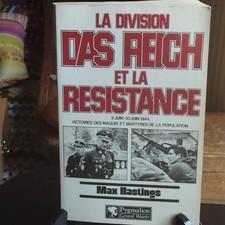 LA DIVISION
DAS REICH
ET LA
RESISTANCE
8 JUIN-20 JUIN 1944
VICTOIRES DES MAQUIS ET MARTYRES DE LA POPULATION
Max Hastings
Pygmalion
Gérard Watelet